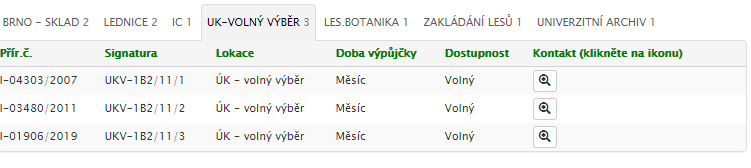 BRNO - SKLAD 2 LEDNICE 2 IC 1 UK-VOLNÝ VÝBĚR 3 LES.BOTANIKA 1 ZAKLÁDÁNÍ LESŮ 1 UNIVERZITNÍ ARCHIV 1
Přír.č. Signatura Lokace Doba výpůjčky Dostupnost Kontakt (klikněte na ikonu)
I-04303/2007 UKV-1B2/11/1 ÚK - volný výběr Měsíc Volný
I-03480/2011 UKV-1B2/11/2 ÚK - volný výběr Měsíc Volný
I-01906/2019 UKV-1B2/11/3 ÚK - volný výběr Měsíc Volný